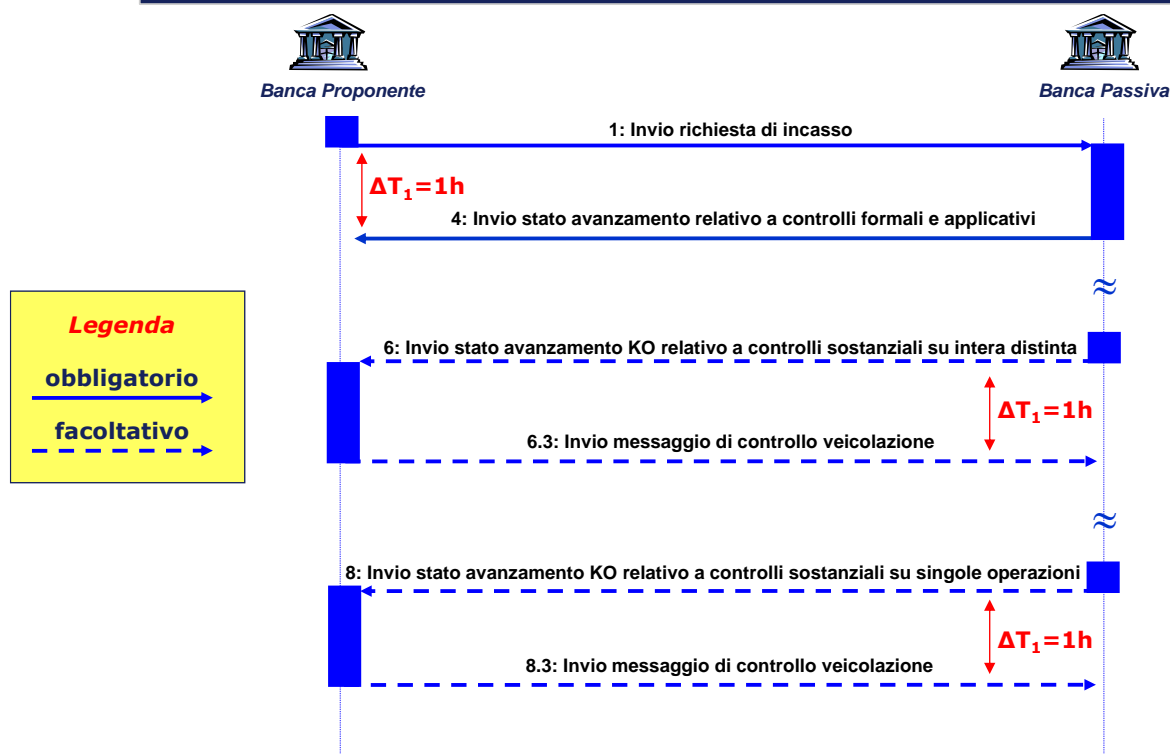 Banca Proponente
Banca Passiva
1: Invio richiesta di incasso
ΔT₁=1h
4: Invio stato avanzamento relativo a controlli formali e applicativi
≈
Legenda
obbligatorio
facoltativo
6: Invio stato avanzamento KO relativo a controlli sostanziali su intera distinta
ΔT₁=1h
6.3: Invio messaggio di controllo veicolazione
≈
8: Invio stato avanzamento KO relativo a controlli sostanziali su singole operazioni
ΔT₁=1h
8.3: Invio messaggio di controllo veicolazione